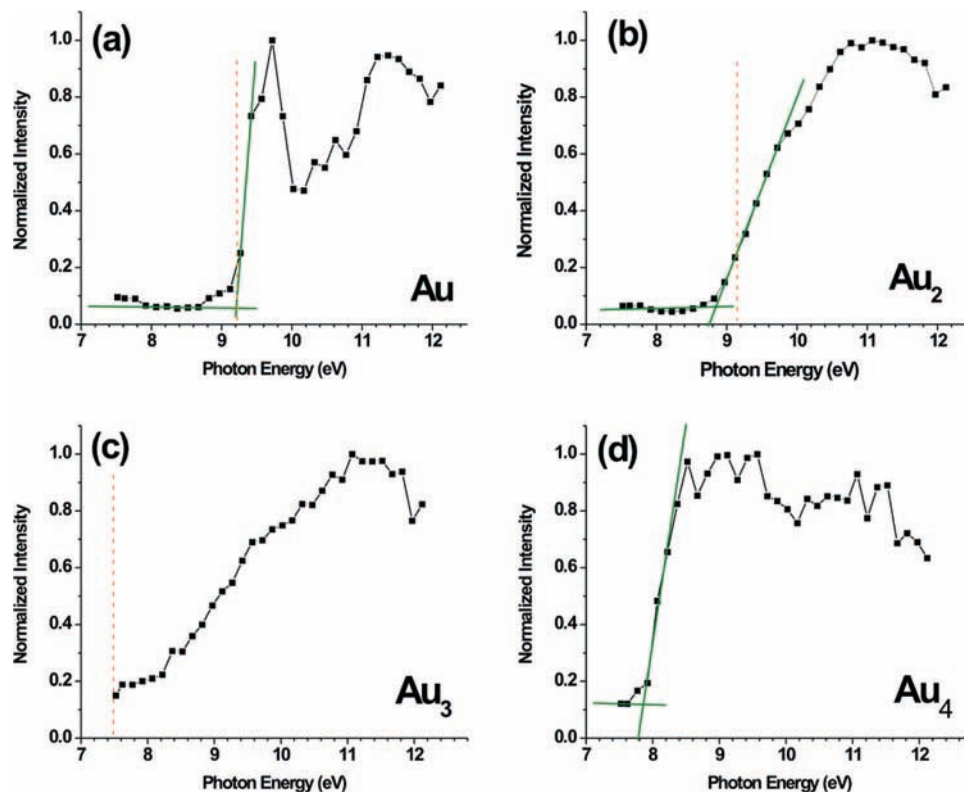 (a)
Normalized Intensity
1.0
0.8
0.6
0.4
0.2
0.0
7 8 9 10 11 12
Photon Energy (eV)
Au
(b)
Normalized Intensity
1.0
0.8
0.6
0.4
0.2
0.0
7 8 9 10 11 12
Photon Energy (eV)
Au2
(c)
Normalized Intensity
1.0
0.8
0.6
0.4
0.2
0.0
7 8 9 10 11 12
Photon Energy (eV)
Au3
(d)
Normalized Intensity
1.0
0.8
0.6
0.4
0.2
0.0
7 8 9 10 11 12
Photon Energy (eV)
Au4